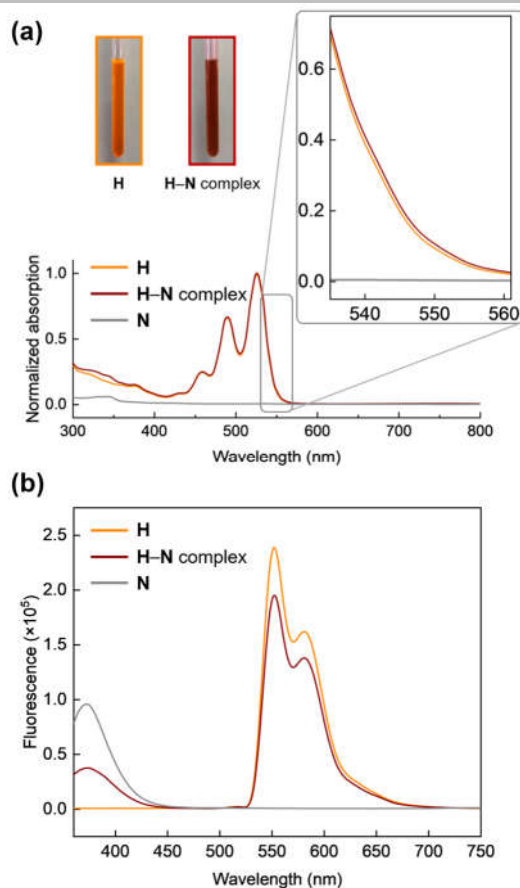 (a)
H
H–N complex
0.6
0.4
0.2
0.0
540
550
560
H
H–N complex
N
Normalized absorption
1.0
0.5
0.0
300
400
500
600
700
800
Wavelength (nm)
(b)
H
H–N complex
N
Fluorescence (×10⁵)
2.5
2.0
1.5
1.0
0.5
0.0
400
450
500
550
600
650
700
750
Wavelength (nm)